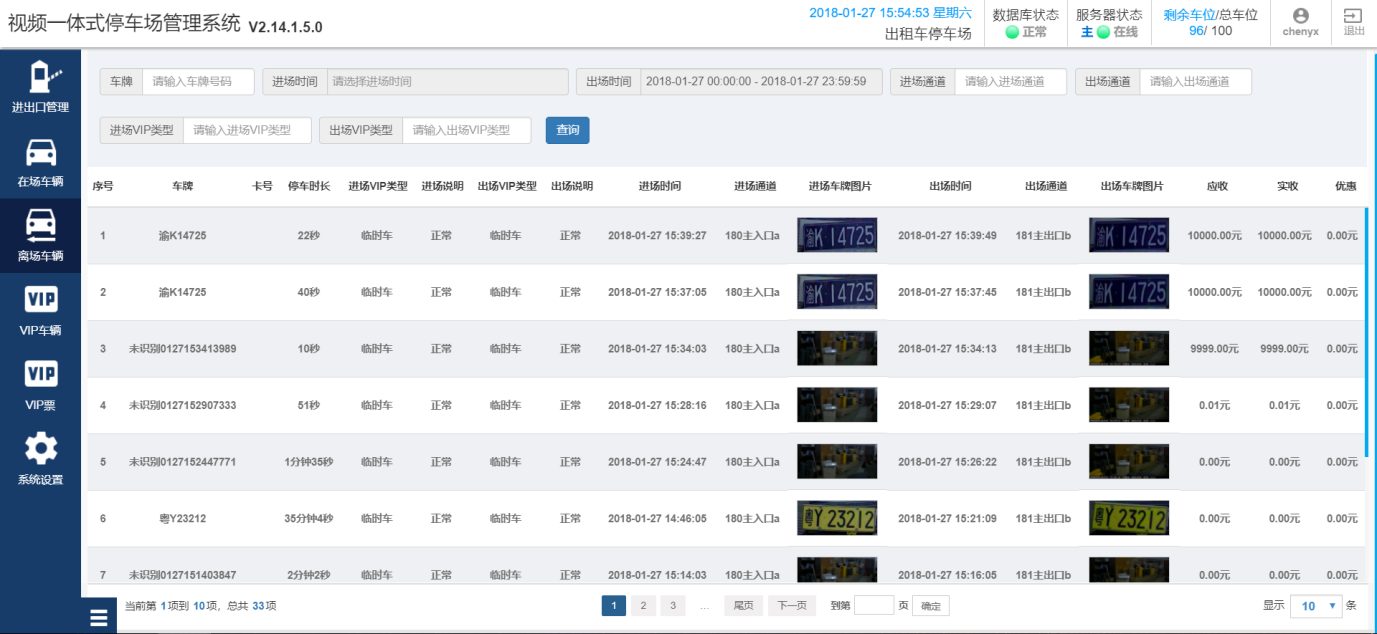 视频一体式停车场管理系统 V2.14.1.5.0
2018-01-27 15:54:53 星期六
出租车停车场
数据库状态
正常
服务器状态
主 在线
剩余车位/总车位
96/ 100
chenyx
退出
进出口管理
在场车辆
离场车辆
VIP
VIP车辆
VIP
VIP票
系统设置
车牌 请输入车牌号码 进场时间 请选择进场时间 出场时间 2018-01-27 00:00:00 - 2018-01-27 23:59:59 进场通道 请输入进场通道 出场通道 请输入出场通道
进场VIP类型 请输入进场VIP类型 出场VIP类型 请输入出场VIP类型 查询
序号 车牌 卡号 停车时长 进场VIP类型 进场说明 出场VIP类型 出场说明 进场时间 进场通道 进场车牌图片 出场时间 出场通道 出场车牌图片 应收 实收 优惠
1 渝K14725 22秒 临时车 正常 临时车 正常 2018-01-27 15:39:27 180主入口a 渝K 14725 2018-01-27 15:39:49 181主出口b 渝K 14725 10000.00元 10000.00元 0.00元
2 渝K14725 40秒 临时车 正常 临时车 正常 2018-01-27 15:37:05 180主入口a 渝K 14725 2018-01-27 15:37:45 181主出口b 渝K 14725 10000.00元 10000.00元 0.00元
3 未识别0127153413989 10秒 临时车 正常 临时车 正常 2018-01-27 15:34:03 180主入口a 2018-01-27 15:34:13 181主出口b 9999.00元 9999.00元 0.00元
4 未识别0127152907333 51秒 临时车 正常 临时车 正常 2018-01-27 15:28:16 180主入口a 2018-01-27 15:29:07 181主出口b 0.01元 0.01元 0.00元
5 未识别0127152447771 1分钟35秒 临时车 正常 临时车 正常 2018-01-27 15:24:47 180主入口a 2018-01-27 15:26:22 181主出口b 0.00元 0.00元 0.00元
6 粤Y23212 35分钟4秒 临时车 正常 临时车 正常 2018-01-27 14:46:05 180主入口a 粤Y 23212 2018-01-27 15:21:09 181主出口b 粤Y 23212 0.00元 0.00元 0.00元
7 未识别0127151403847 2分钟2秒 临时车 正常 临时车 正常 2018-01-27 15:14:03 180主入口a 2018-01-27 15:16:05 181主出口b 0.00元 0.00元 0.00元
当前第 1项到 10项，总共 33项 1 2 3 ... 尾页 下一页 到第 页 确定 显示 10 条